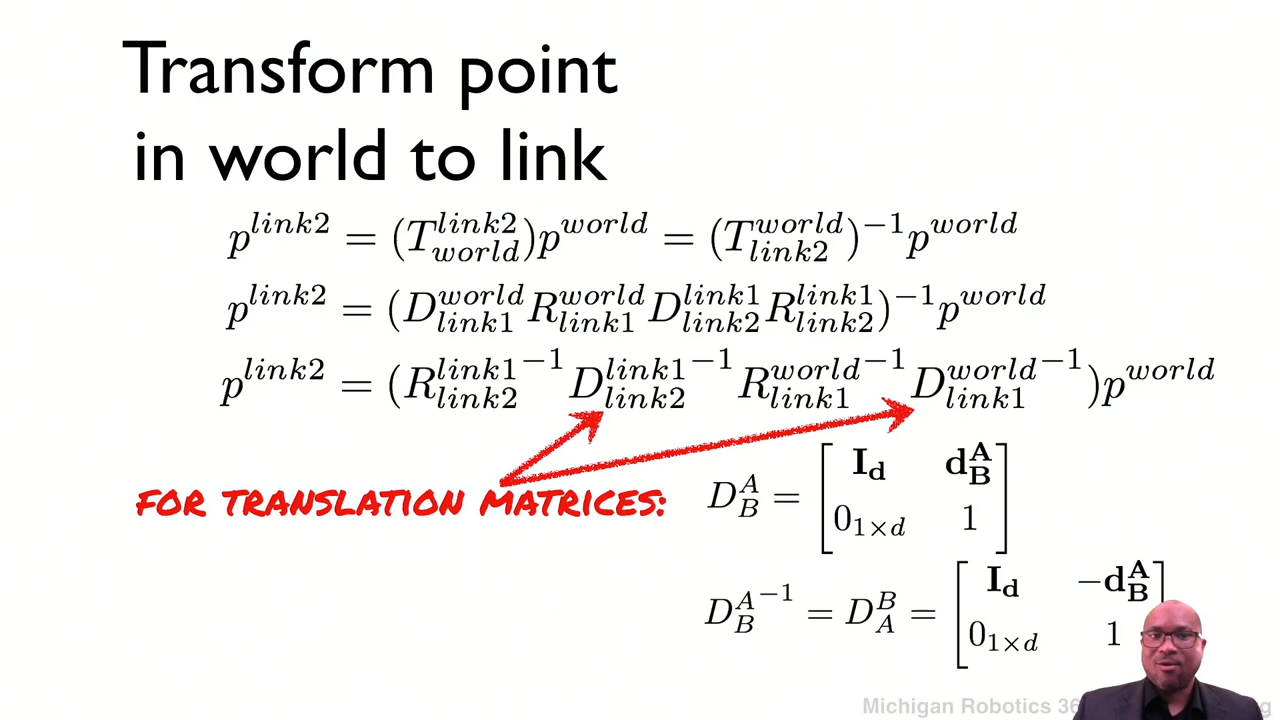 Transform point
in world to link
p^{link2} = (T^{link2}_{world})p^{world} = (T^{world}_{link2})^{-1}p^{world}
p^{link2} = (D^{world}_{link1}R^{world}_{link1}D^{link1}_{link2}R^{link1}_{link2})^{-1}p^{world}
p^{link2} = (R^{link1}_{link2}^{-1}D^{link1}_{link2}^{-1}R^{world}_{link1}^{-1}D^{world}_{link1}^{-1})p^{world}
FOR TRANSLATION MATRICES:
D^A_B = [I_d d^A_B
0_{1×d} 1]
D^A_B^{-1} = D^B_A = [I_d −d^A_B
0_{1×d} 1
Michigan Robotics 36